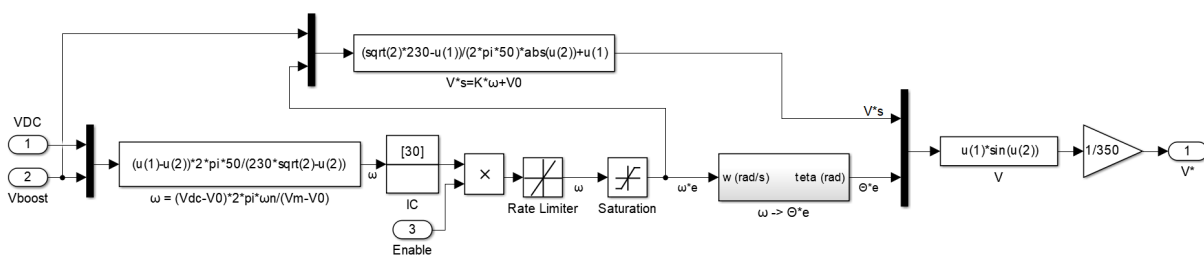 (sqrt(2)*230-u(1))/(2*pi*50)*abs(u(2))+u(1)
V*s=K*ω+V0
V*s
VDC
1
2
Vboost
(u(1)-u(2))*2*pi*50/(230*sqrt(2)-u(2))
ω = (Vdc-V0)*2*pi*ωn/(Vm-V0)
ω
[30]
IC
3
Enable
×
Rate Limiter
ω
Saturation
ω*e
w (rad/s)
teta (rad)
ω -> Θ*e
Θ*e
u(1)*sin(u(2))
V
1/350
1
V*